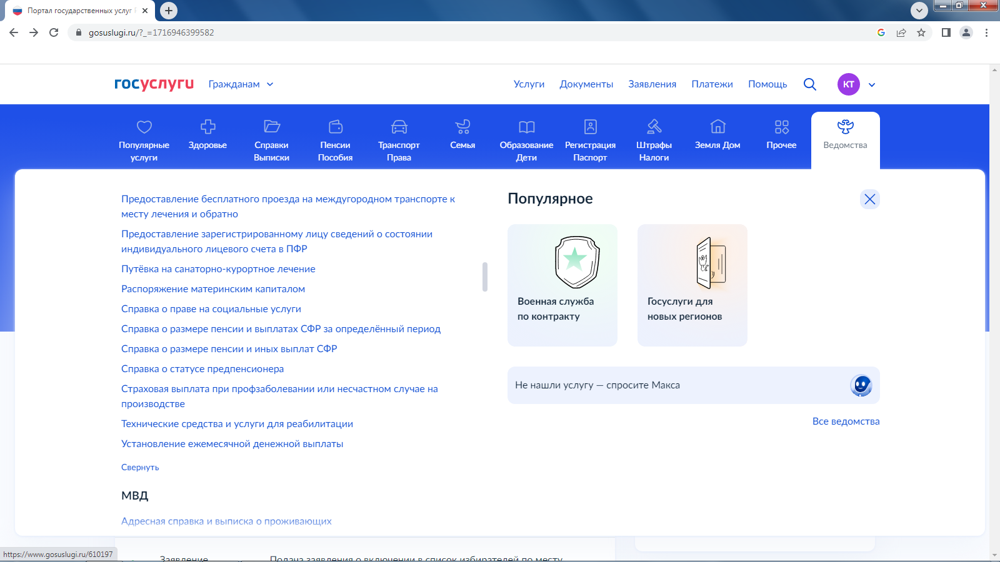 Портал государственных услуг
gosuslugi.ru/?_=1716946399582
госуслуги
Гражданам
Услуги
Документы
Заявления
Платежи
Помощь
КТ
Популярные
услуги
Здоровье
Справки
Выписки
Пенсии
Пособия
Транспорт
Права
Семья
Образование
Дети
Регистрация
Паспорт
Штрафы
Налоги
Земля Дом
Прочее
Ведомства
Предоставление бесплатного проезда на междугородном транспорте к
месту лечения и обратно
Предоставление зарегистрированному лицу сведений о состоянии
индивидуального лицевого счета в ПФР
Путёвка на санаторно-курортное лечение
Распоряжение материнским капиталом
Справка о праве на социальные услуги
Справка о размере пенсии и выплатах СФР за определённый период
Справка о размере пенсии и иных выплат СФР
Справка о статусе предпенсионера
Страховая выплата при профзаболевании или несчастном случае на
производстве
Технические средства и услуги для реабилитации
Установление ежемесячной денежной выплаты
Свернуть
МВД
Адресная справка и выписка о проживающих
Популярное
Военная служба
по контракту
Госуслуги для
новых регионов
Не нашли услугу — спросите Макса
Все ведомства
https://www.gosuslugi.ru/610197
Заявление
Подача заявления о включении в список избирателей по месту